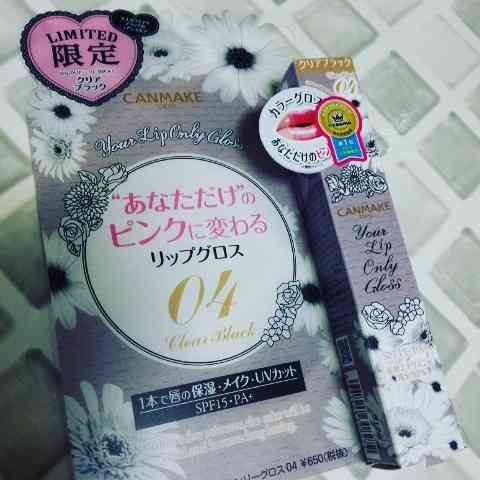 LIMITED
限定
クリア
ブラック
CANMAKE
Your Lip Only Gloss
"あなただけ"の
ピンクに変わる
リップグロス
04
Clear Black
1本で唇の保湿・メイク・UVカット
SPF15・PA+
ンリーグロス 04 ¥650(税抜)
クリアブラック
04
カラーグロス
あなただけのピン
CANMAKE
Your
Lip
Only
Gloss